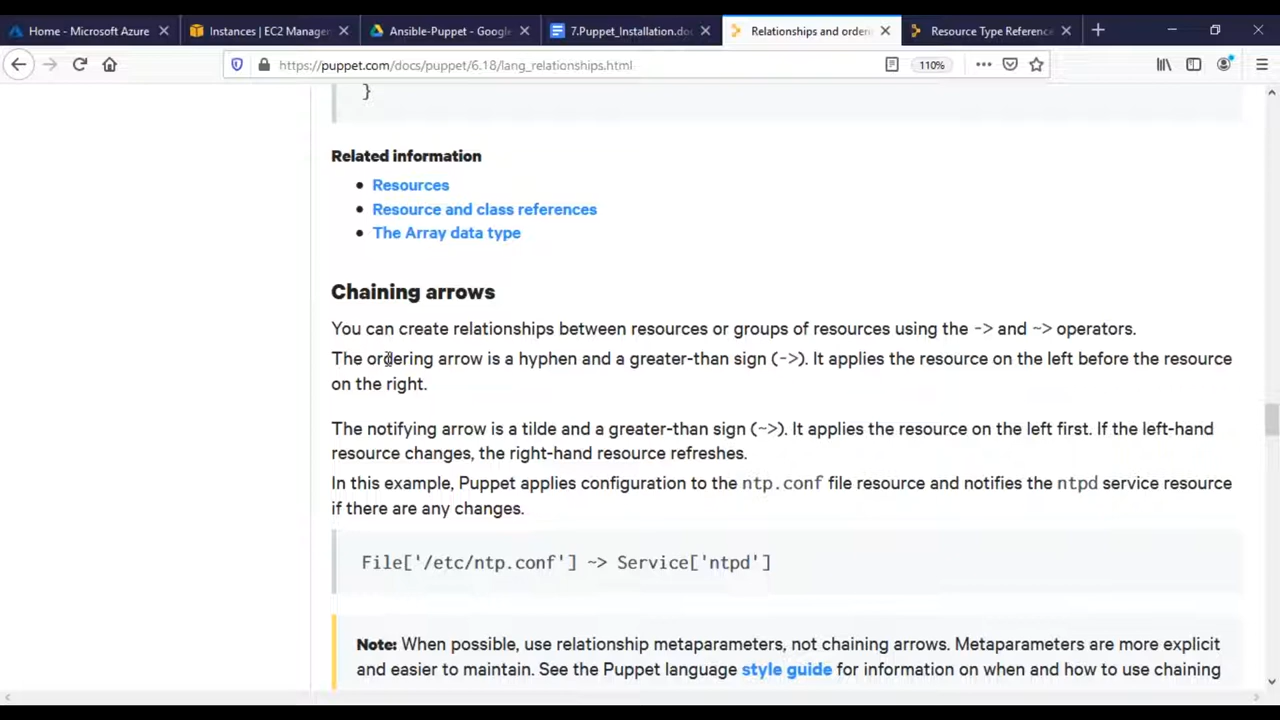 Home - Microsoft Azure
Instances | EC2 Manager
Ansible-Puppet - Google
7.Puppet_Installation.doc
Relationships and orderi
Resource Type Reference
https://puppet.com/docs/puppet/6.18/lang_relationships.html
110%
}
Related information
Resources
Resource and class references
The Array data type
Chaining arrows
You can create relationships between resources or groups of resources using the -> and ~> operators.
The ordering arrow is a hyphen and a greater-than sign (->). It applies the resource on the left before the resource
on the right.
The notifying arrow is a tilde and a greater-than sign (~>). It applies the resource on the left first. If the left-hand
resource changes, the right-hand resource refreshes.
In this example, Puppet applies configuration to the ntp.conf file resource and notifies the ntpd service resource
if there are any changes.
File['/etc/ntp.conf'] ~> Service['ntpd']
Note: When possible, use relationship metaparameters, not chaining arrows. Metaparameters are more explicit
and easier to maintain. See the Puppet language style guide for information on when and how to use chaining